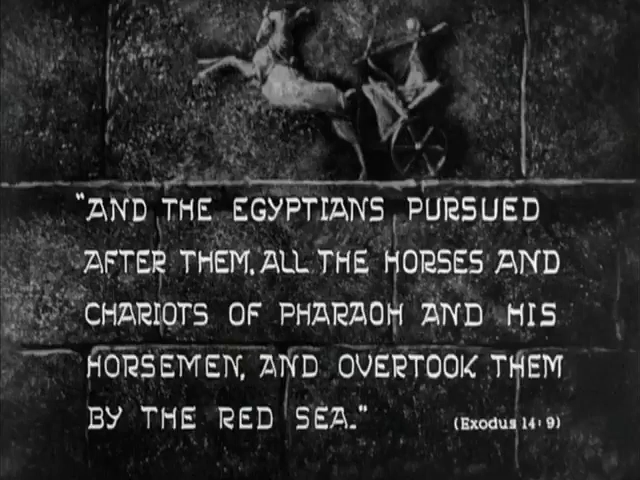 "AND THE EGYPTIANS PURSUED
AFTER THEM, ALL THE HORSES AND
CHARIOTS OF PHARAOH AND HIS
HORSEMEN, AND OVERTOOK THEM
BY THE RED SEA."
(Exodus 14:9)